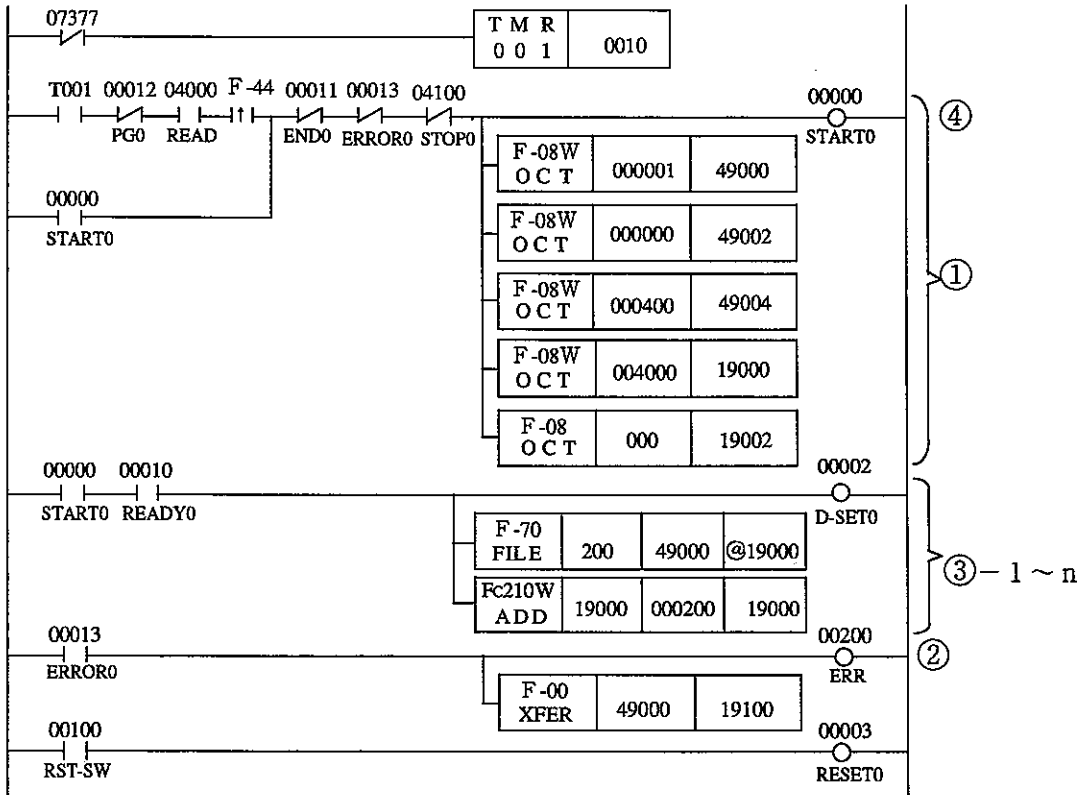 07377
T M R
0 0 1
0010
T001 00012 04000 F-44 00011 00013 04100
00000
④
PG0 READ END0 ERROR0 STOP0
START0
F-08W
OCT
000001
49000
00000
START0
F-08W
OCT
000000
49002
①
F-08W
OCT
000400
49004
F-08W
OCT
004000
19000
F-08
OCT
000
19002
00000 00010
00002
START0 READY0
D-SET0
F-70
FILE
200
49000
@19000
③-1~n
Fc210W
ADD
19000
000200
19000
00013
00200
②
ERROR0
ERR
F-00
XFER
49000
19100
00100
00003
RST-SW
RESET0